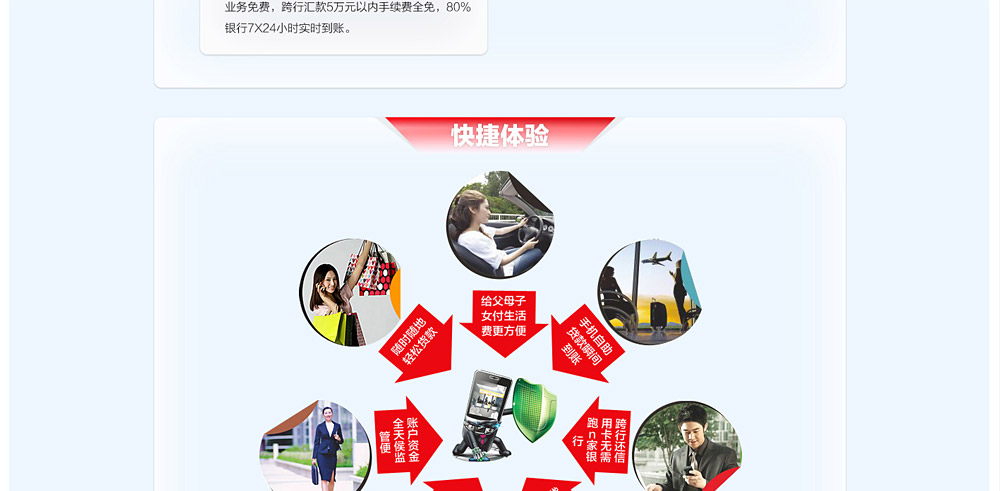 业务免费，跨行汇款5万元以内手续费全免，80%
银行7X24小时实时到账。
快捷体验
给父母子
女付生活
费更方便
随时随地
轻松贷款
手机自助
贷款瞬间
到账
账户资金
全天侯监
管便
跨行还信
用卡无需
跑n家银
行